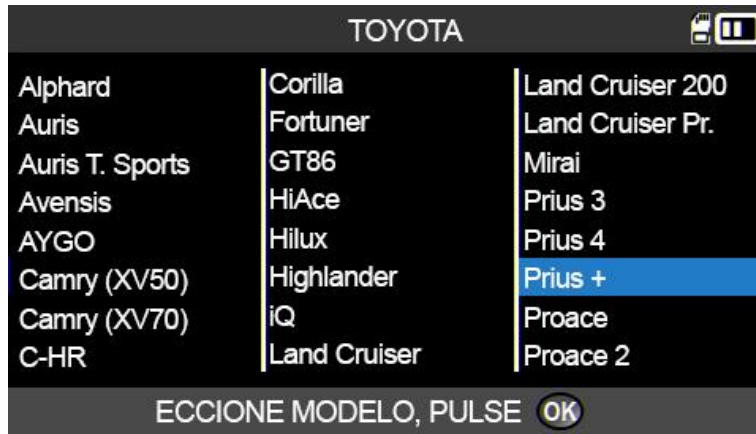 TOYOTA
Alphard
Auris
Auris T. Sports
Avensis
AYGO
Camry (XV50)
Camry (XV70)
C-HR
Corilla
Fortuner
GT86
HiAce
Hilux
Highlander
iQ
Land Cruiser
Land Cruiser 200
Land Cruiser Pr.
Mirai
Prius 3
Prius 4
Prius +
Proace
Proace 2
ECCIONE MODELO, PULSE OK